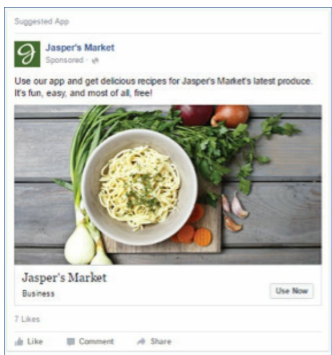 Suggested App
Jasper's Market
Sponsored ·
Use our app and get delicious recipes for Jasper's Market's latest produce.
It's fun, easy, and most of all, free!
Jasper's Market
Business
Use Now
7 Likes
Like Comment Share